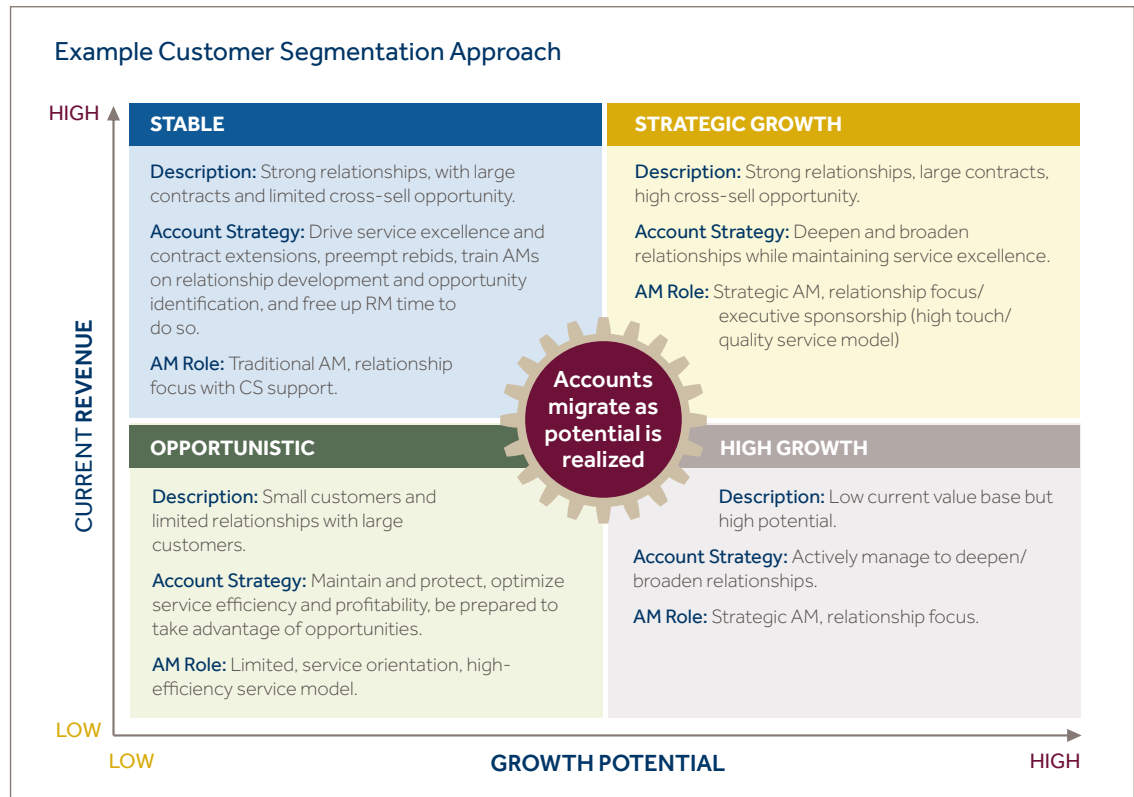 Example Customer Segmentation Approach
HIGH
STABLE
Description: Strong relationships, with large
contracts and limited cross-sell opportunity.
Account Strategy: Drive service excellence and
contract extensions, preempt rebids, train AMs
on relationship development and opportunity
identification, and free up RM time to
do so.
AM Role: Traditional AM, relationship
focus with CS support.
STRATEGIC GROWTH
Description: Strong relationships, large contracts,
high cross-sell opportunity.
Account Strategy: Deepen and broaden
relationships while maintaining service excellence.
AM Role: Strategic AM, relationship focus/
executive sponsorship (high touch/
quality service model)
Accounts
migrate as
potential is
realized
CURRENT REVENUE
OPPORTUNISTIC
Description: Small customers and
limited relationships with large
customers.
Account Strategy: Maintain and protect, optimize
service efficiency and profitability, be prepared to
take advantage of opportunities.
AM Role: Limited, service orientation, high-
efficiency service model.
HIGH GROWTH
Description: Low current value base but
high potential.
Account Strategy: Actively manage to deepen/
broaden relationships.
AM Role: Strategic AM, relationship focus.
LOW
LOW
GROWTH POTENTIAL
HIGH